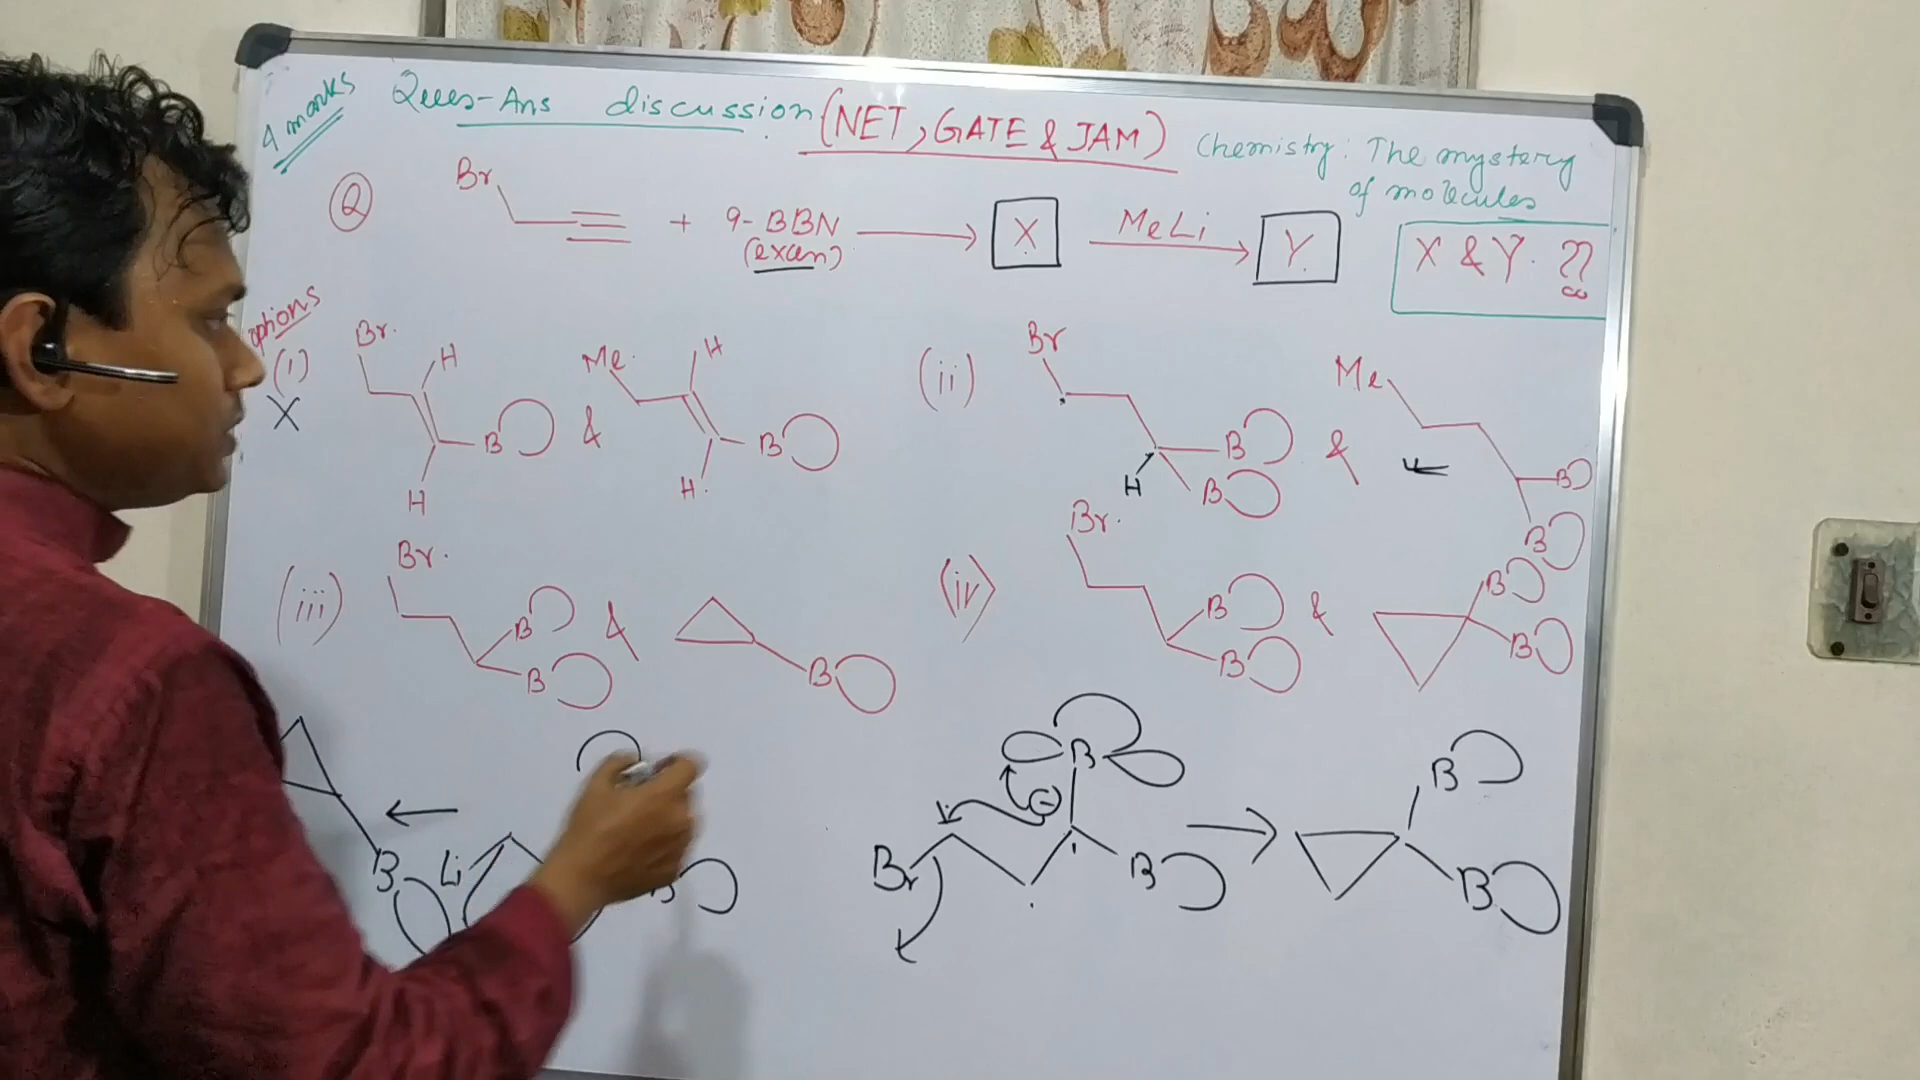 4 marks
Ques-Ans discussion (NET, GATE & JAM)
Chemistry: The mystery
of molecules
Q
Br
+ 9-BBN
(excen)
X
MeLi
Y
X & Y. ??
options
(i)
X
Br.
H
B
H
&
Me.
H
B
H.
(ii)
Br
B
B
H
&
Me
B
B
(iii)
Br.
B
B
&
B
(iv)
Br.
B
B
&
B
B
B
Li
B
Br
B
B
B
B